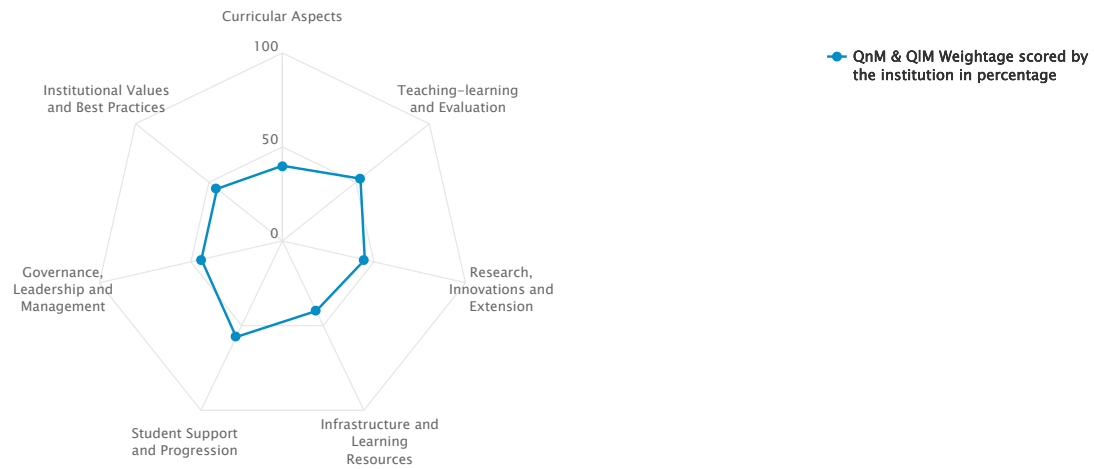 Curricular Aspects
100
50
0
Teaching–learning
and Evaluation
Research,
Innovations and
Extension
Infrastructure and
Learning
Resources
Student Support
and Progression
Governance,
Leadership and
Management
Institutional Values
and Best Practices
QnM & QlM Weightage scored by
the institution in percentage